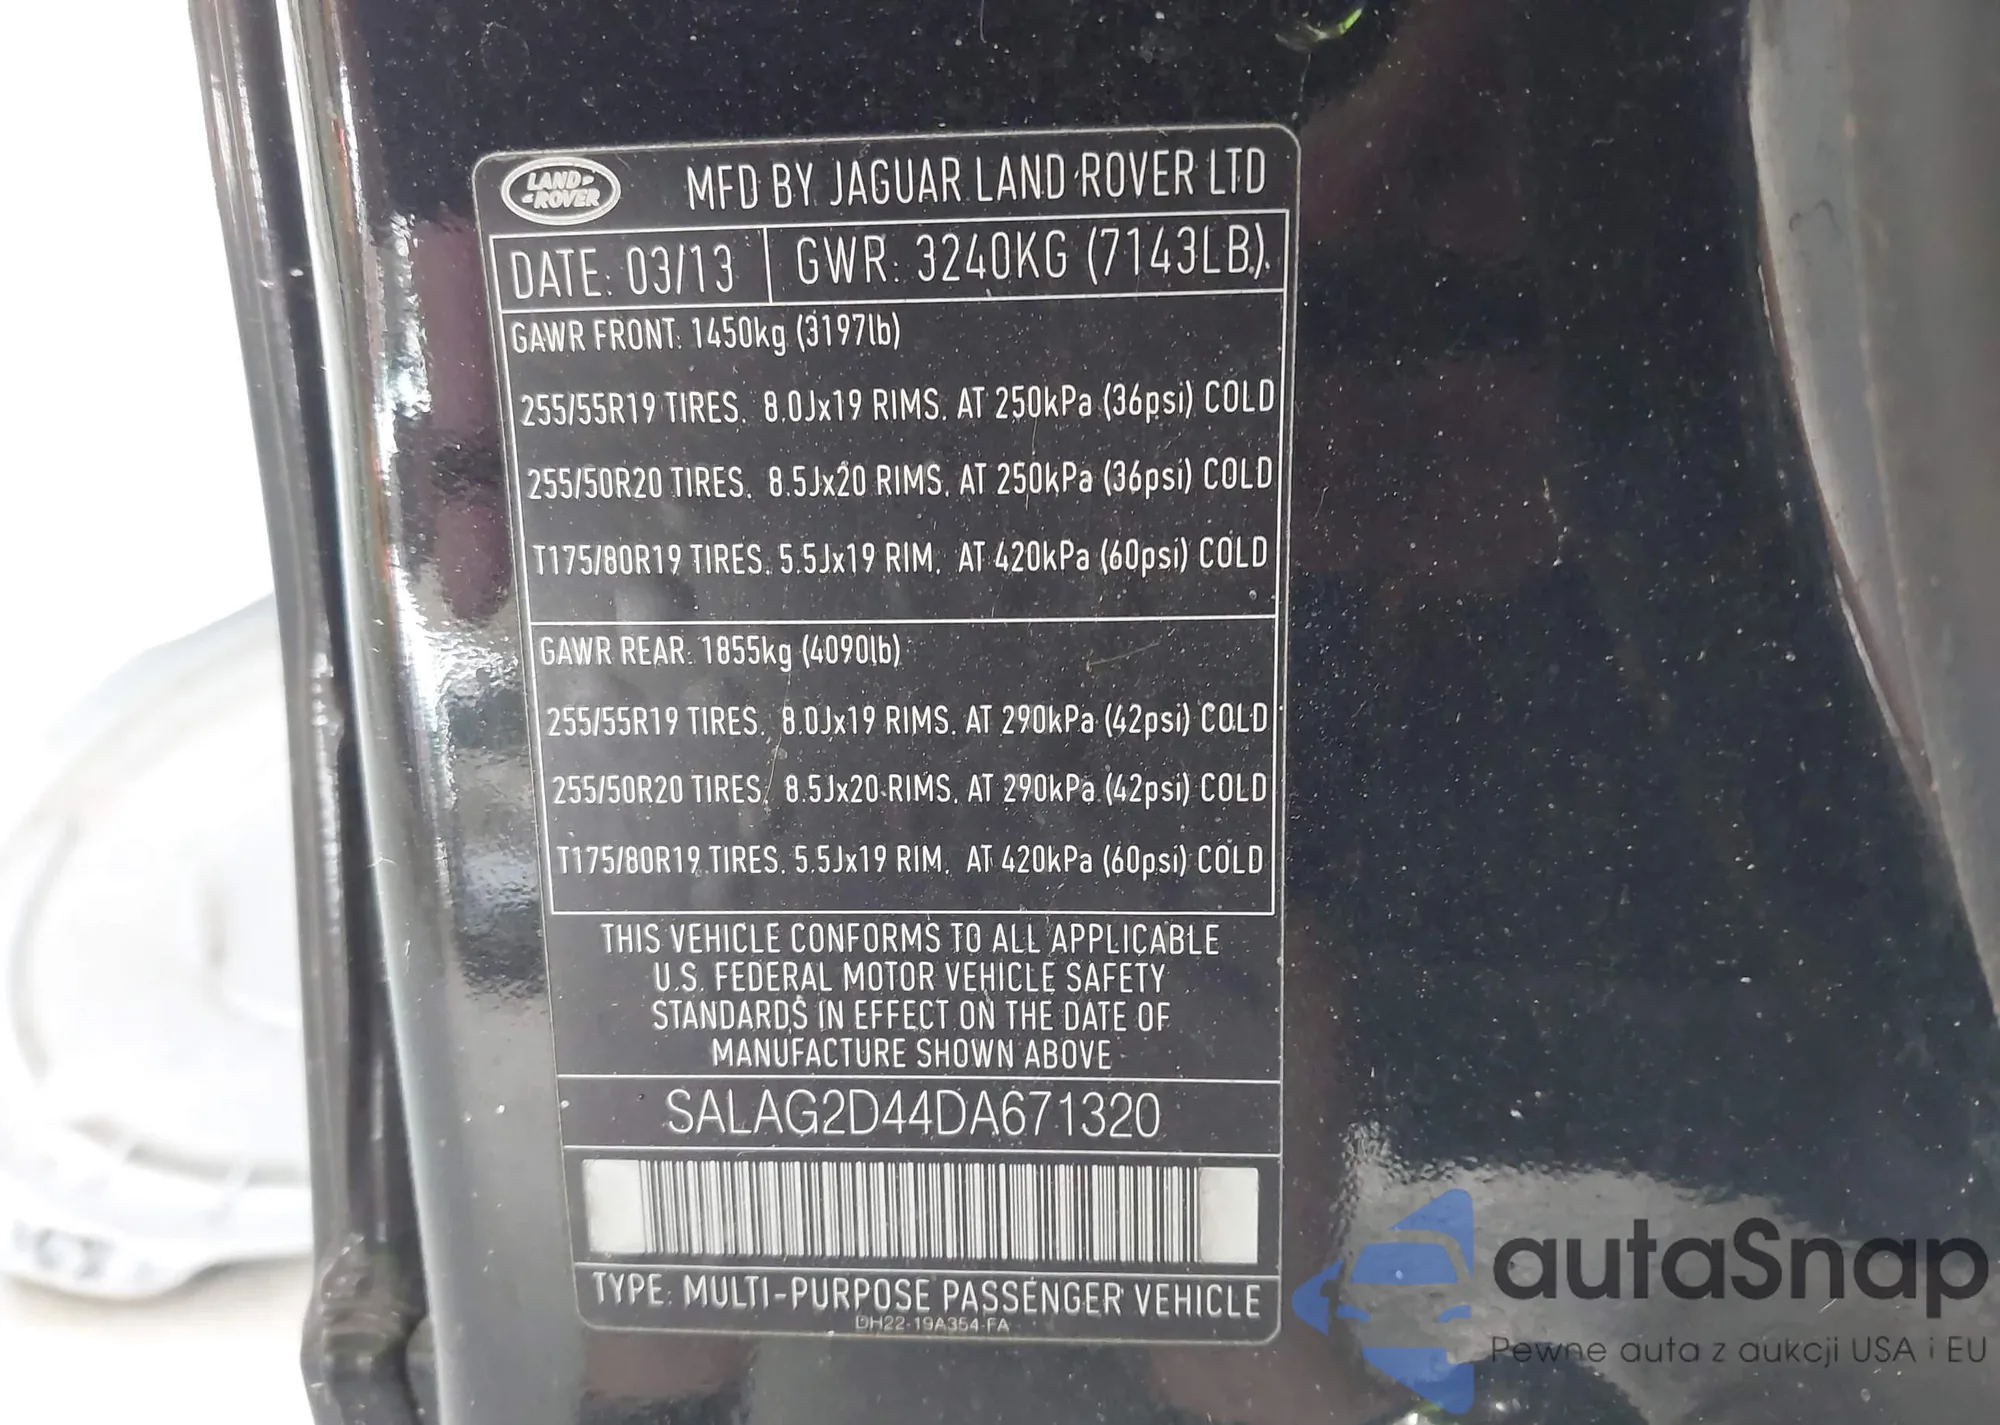 LAND-
-ROVER
MFD BY JAGUAR LAND ROVER LTD
DATE: 03/13 GWR: 3240KG (7143LB).
GAWR FRONT: 1450kg (3197lb)
255/55R19 TIRES, 8.0Jx19 RIMS, AT 250kPa (36psi) COLD
255/50R20 TIRES, 8.5Jx20 RIMS, AT 250kPa (36psi) COLD
T175/80R19 TIRES, 5.5Jx19 RIM, AT 420kPa (60psi) COLD
GAWR REAR: 1855kg (4090lb)
255/55R19 TIRES, 8.0Jx19 RIMS, AT 290kPa (42psi) COLD
255/50R20 TIRES, 8.5Jx20 RIMS, AT 290kPa (42psi) COLD
T175/80R19 TIRES, 5.5Jx19 RIM, AT 420kPa (60psi) COLD
THIS VEHICLE CONFORMS TO ALL APPLICABLE
U.S. FEDERAL MOTOR VEHICLE SAFETY
STANDARDS IN EFFECT ON THE DATE OF
MANUFACTURE SHOWN ABOVE
SALAG2D44DA671320
TYPE: MULTI-PURPOSE PASSENGER VEHICLE
DH22-19A354-FA
autaSnap
Pewne auta z aukcji USA i EU